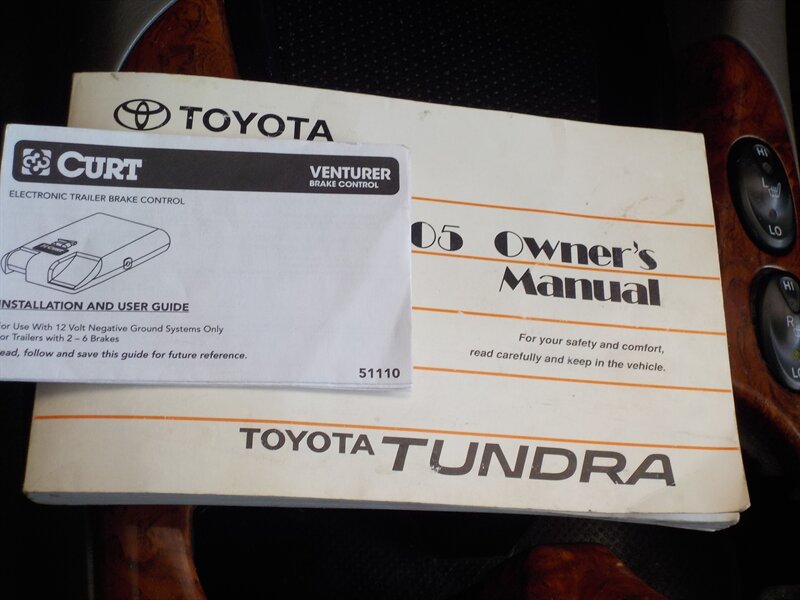 TOYOTA
CURT
VENTURER
BRAKE CONTROL
ELECTRONIC TRAILER BRAKE CONTROL
CURT
INSTALLATION AND USER GUIDE
or Use With 12 Volt Negative Ground Systems Only
or Trailers with 2 – 6 Brakes
ead, follow and save this guide for future reference.
51110
05 Owner's
Manual
For your safety and comfort,
read carefully and keep in the vehicle.
TOYOTA TUNDRA
HI
L
LO
HI
R
LO